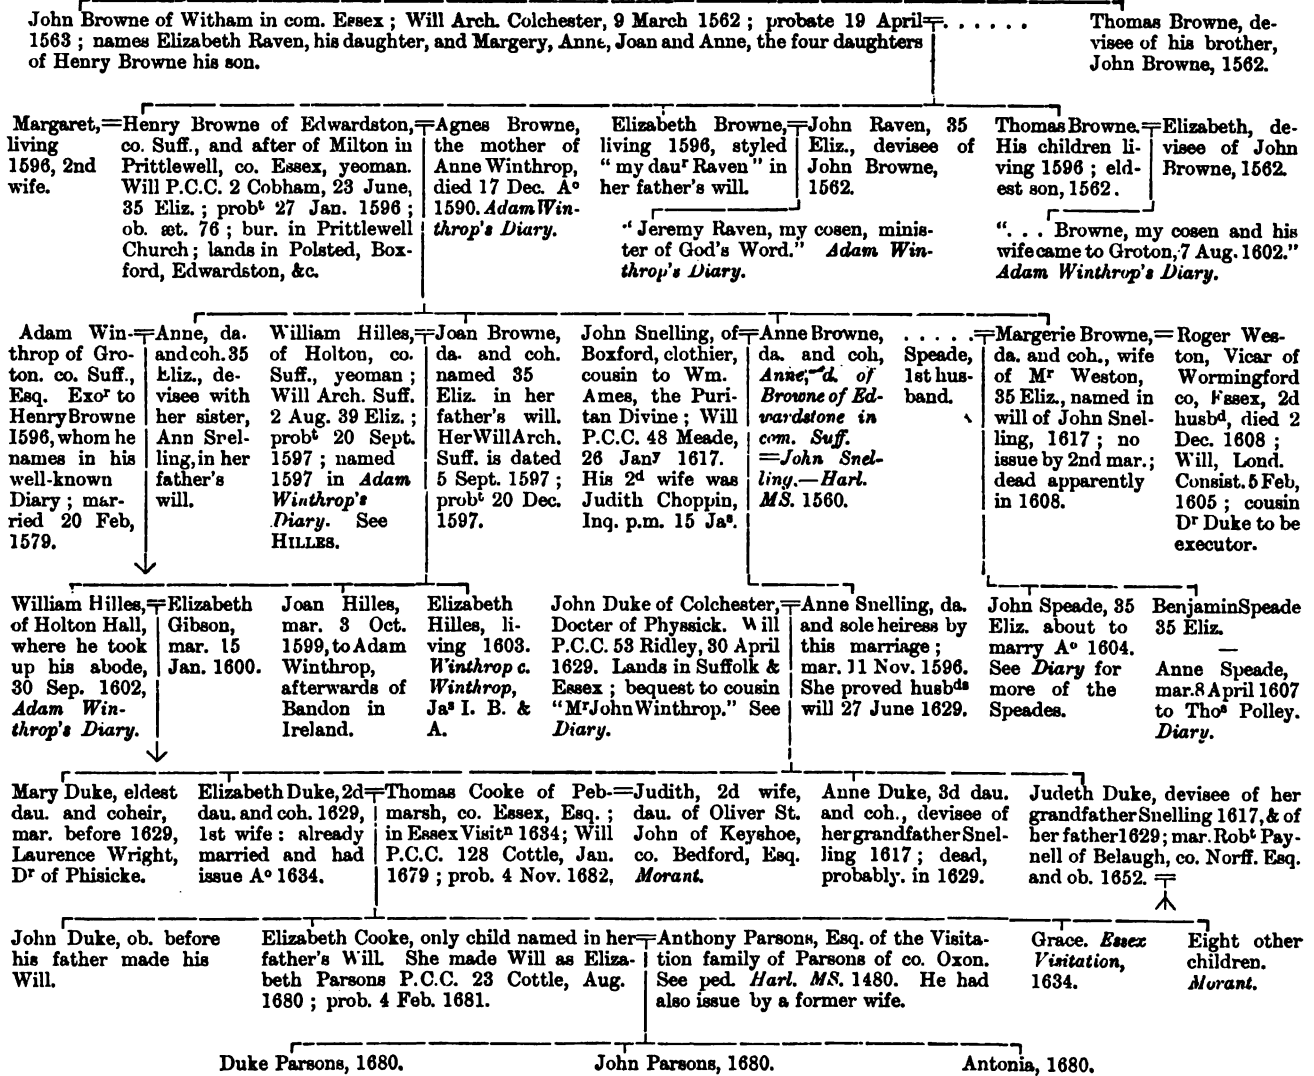 John Browne of Witham in com. Essex ; Will Arch. Colchester, 9 March 1562 ; probate 19 April=. . . . . .
1563 ; names Elizabeth Raven, his daughter, and Margery, Anne, Joan and Anne, the four daughters
of Henry Browne his son.
Thomas Browne, de-
visee of his brother,
John Browne, 1562.
Margaret,=
living
1596, 2nd
wife.
Henry Browne of Edwardston,=
co. Suff., and after of Milton in
Prittlewell, co. Essex, yeoman.
Will P.C.C. 2 Cobham, 23 June,
35 Eliz. ; probt 27 Jan. 1596 ;
ob. æt. 76 ; bur. in Prittlewell
Church ; lands in Polsted, Box-
ford, Edwardston, &c.
Agnes Browne,
the mother of
Anne Winthrop,
died 17 Dec. Ao
1590. Adam Win-
throp's Diary.
Elizabeth Browne,=
living 1596, styled
"my daur Raven" in
her father's will.
John Raven, 35
Eliz., devisee of
John Browne,
1562.
"Jeremy Raven, my cosen, minis-
ter of God's Word." Adam Win-
throp's Diary.
Thomas Browne.=
His children li-
ving 1596 ; eld-
est son, 1562.
Elizabeth, de-
visee of John
Browne, 1562.
". . . Browne, my cosen and his
wife came to Groton, 7 Aug. 1602."
Adam Winthrop's Diary.
Adam Win-=
throp of Gro-
ton. co. Suff.,
Esq. Exor to
Henry Browne
1596, whom he
names in his
well-known
Diary ; mar-
ried 20 Feb,
1579.
Anne, da.
and coh. 35
Eliz., de-
visee with
her sister,
Ann Snel-
ling, in her
father's
will.
William Hilles,=
of Holton, co.
Suff., yeoman ;
Will Arch. Suff.
2 Aug. 39 Eliz. ;
probt 20 Sept.
1597 ; named
1597 in Adam
Winthrop's
Diary. See
HILLES.
Joan Browne,
da. and coh.
named 35
Eliz. in her
father's will.
Her Will Arch.
Suff. is dated
5 Sept. 1597 ;
probt 20 Dec.
1597.
John Snelling, of=
Boxford, clothier,
cousin to Wm.
Ames, the Puri-
tan Divine ; Will
P.C.C. 48 Meade,
26 Jany 1617.
His 2d wife was
Judith Choppin,
Inq. p.m. 15 Jas.
Anne Browne,
da. and coh,
Anne, d. of
Browne of Ed-
wardstone in
com. Suff.
=John Snel-
ling.—Harl.
MS. 1560.
. . . . .=
Speade,
1st hus-
band.
Margerie Browne,=
da. and coh., wife
of Mr Weston,
35 Eliz., named in
will of John Snel-
ling, 1617 ; no
issue by 2nd mar. ;
dead apparently
in 1608.
Roger Wes-
ton, Vicar of
Wormingford
co, Essex, 2d
husbd, died 2
Dec. 1608 ;
Will, Lond.
Consist. 5 Feb,
1605 ; cousin
Dr Duke to be
executor.
William Hilles,=
of Holton Hall,
where he took
up his abode,
30 Sep. 1602,
Adam Win-
throp's Diary.
Elizabeth
Gibson,
mar. 15
Jan. 1600.
Joan Hilles,
mar. 3 Oct.
1599, to Adam
Winthrop,
afterwards of
Bandon in
Ireland.
Elizabeth
Hilles, li-
ving 1603.
Winthrop c.
Winthrop,
Jas I. B. &
A.
John Duke of Colchester,=
Docter of Physsick. Will
P.C.C. 53 Ridley, 30 April
1629. Lands in Suffolk &
Essex ; bequest to cousin
"Mr John Winthrop." See
Diary.
Anne Snelling, da.
and sole heiress by
this marriage ;
mar. 11 Nov. 1596.
She proved husbds
will 27 June 1629.
John Speade, 35
Eliz. about to
marry Ao 1604.
See Diary for
more of the
Speades.
Benjamin Speade
35 Eliz.
—
Anne Speade,
mar. 8 April 1607
to Thos Polley.
Diary.
Mary Duke, eldest
dau. and coheir,
mar. before 1629,
Laurence Wright,
Dr of Phisicke.
Elizabeth Duke, 2d=
dau. and coh. 1629,
1st wife : already
married and had
issue Ao 1634.
Thomas Cooke of Peb-=
marsh, co. Essex, Esq. ;
in Essex Visitn 1634 ; Will
P.C.C. 128 Cottle, Jan.
1679 ; prob. 4 Nov. 1682,
Judith, 2d wife,
dau. of Oliver St.
John of Keyshoe,
co. Bedford, Esq.
Morant.
Anne Duke, 3d dau.
and coh., devisee of
her grandfather Snel-
ling 1617 ; dead,
probably. in 1629.
Judeth Duke, devisee of her
grandfather Snelling 1617, & of
her father 1629 ; mar. Robt Pay-
nell of Belaugh, co. Norff. Esq.
and ob. 1652. =
John Duke, ob. before
his father made his
Will.
Elizabeth Cooke, only child named in her=
father's Will. She made Will as Eliza-
beth Parsons P.C.C. 23 Cottle, Aug.
1680 ; prob. 4 Feb. 1681.
Anthony Parsons, Esq. of the Visita-
tion family of Parsons of co. Oxon.
See ped. Harl. MS. 1480. He had
also issue by a former wife.
Grace. Essex
Visitation,
1634.
Eight other
children.
Morant.
Duke Parsons, 1680.
John Parsons, 1680.
Antonia, 1680.